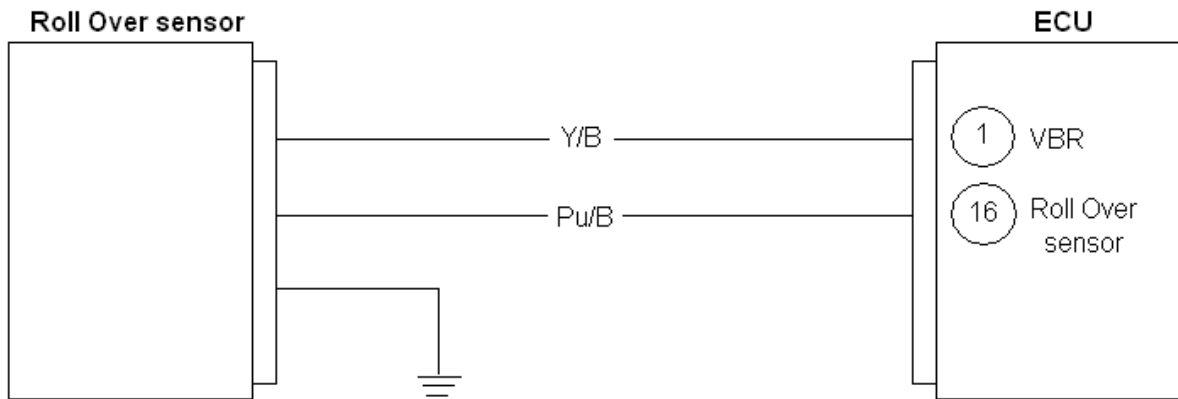 Roll Over sensor
ECU
Y/B
1
VBR
Pu/B
16
Roll Over
sensor